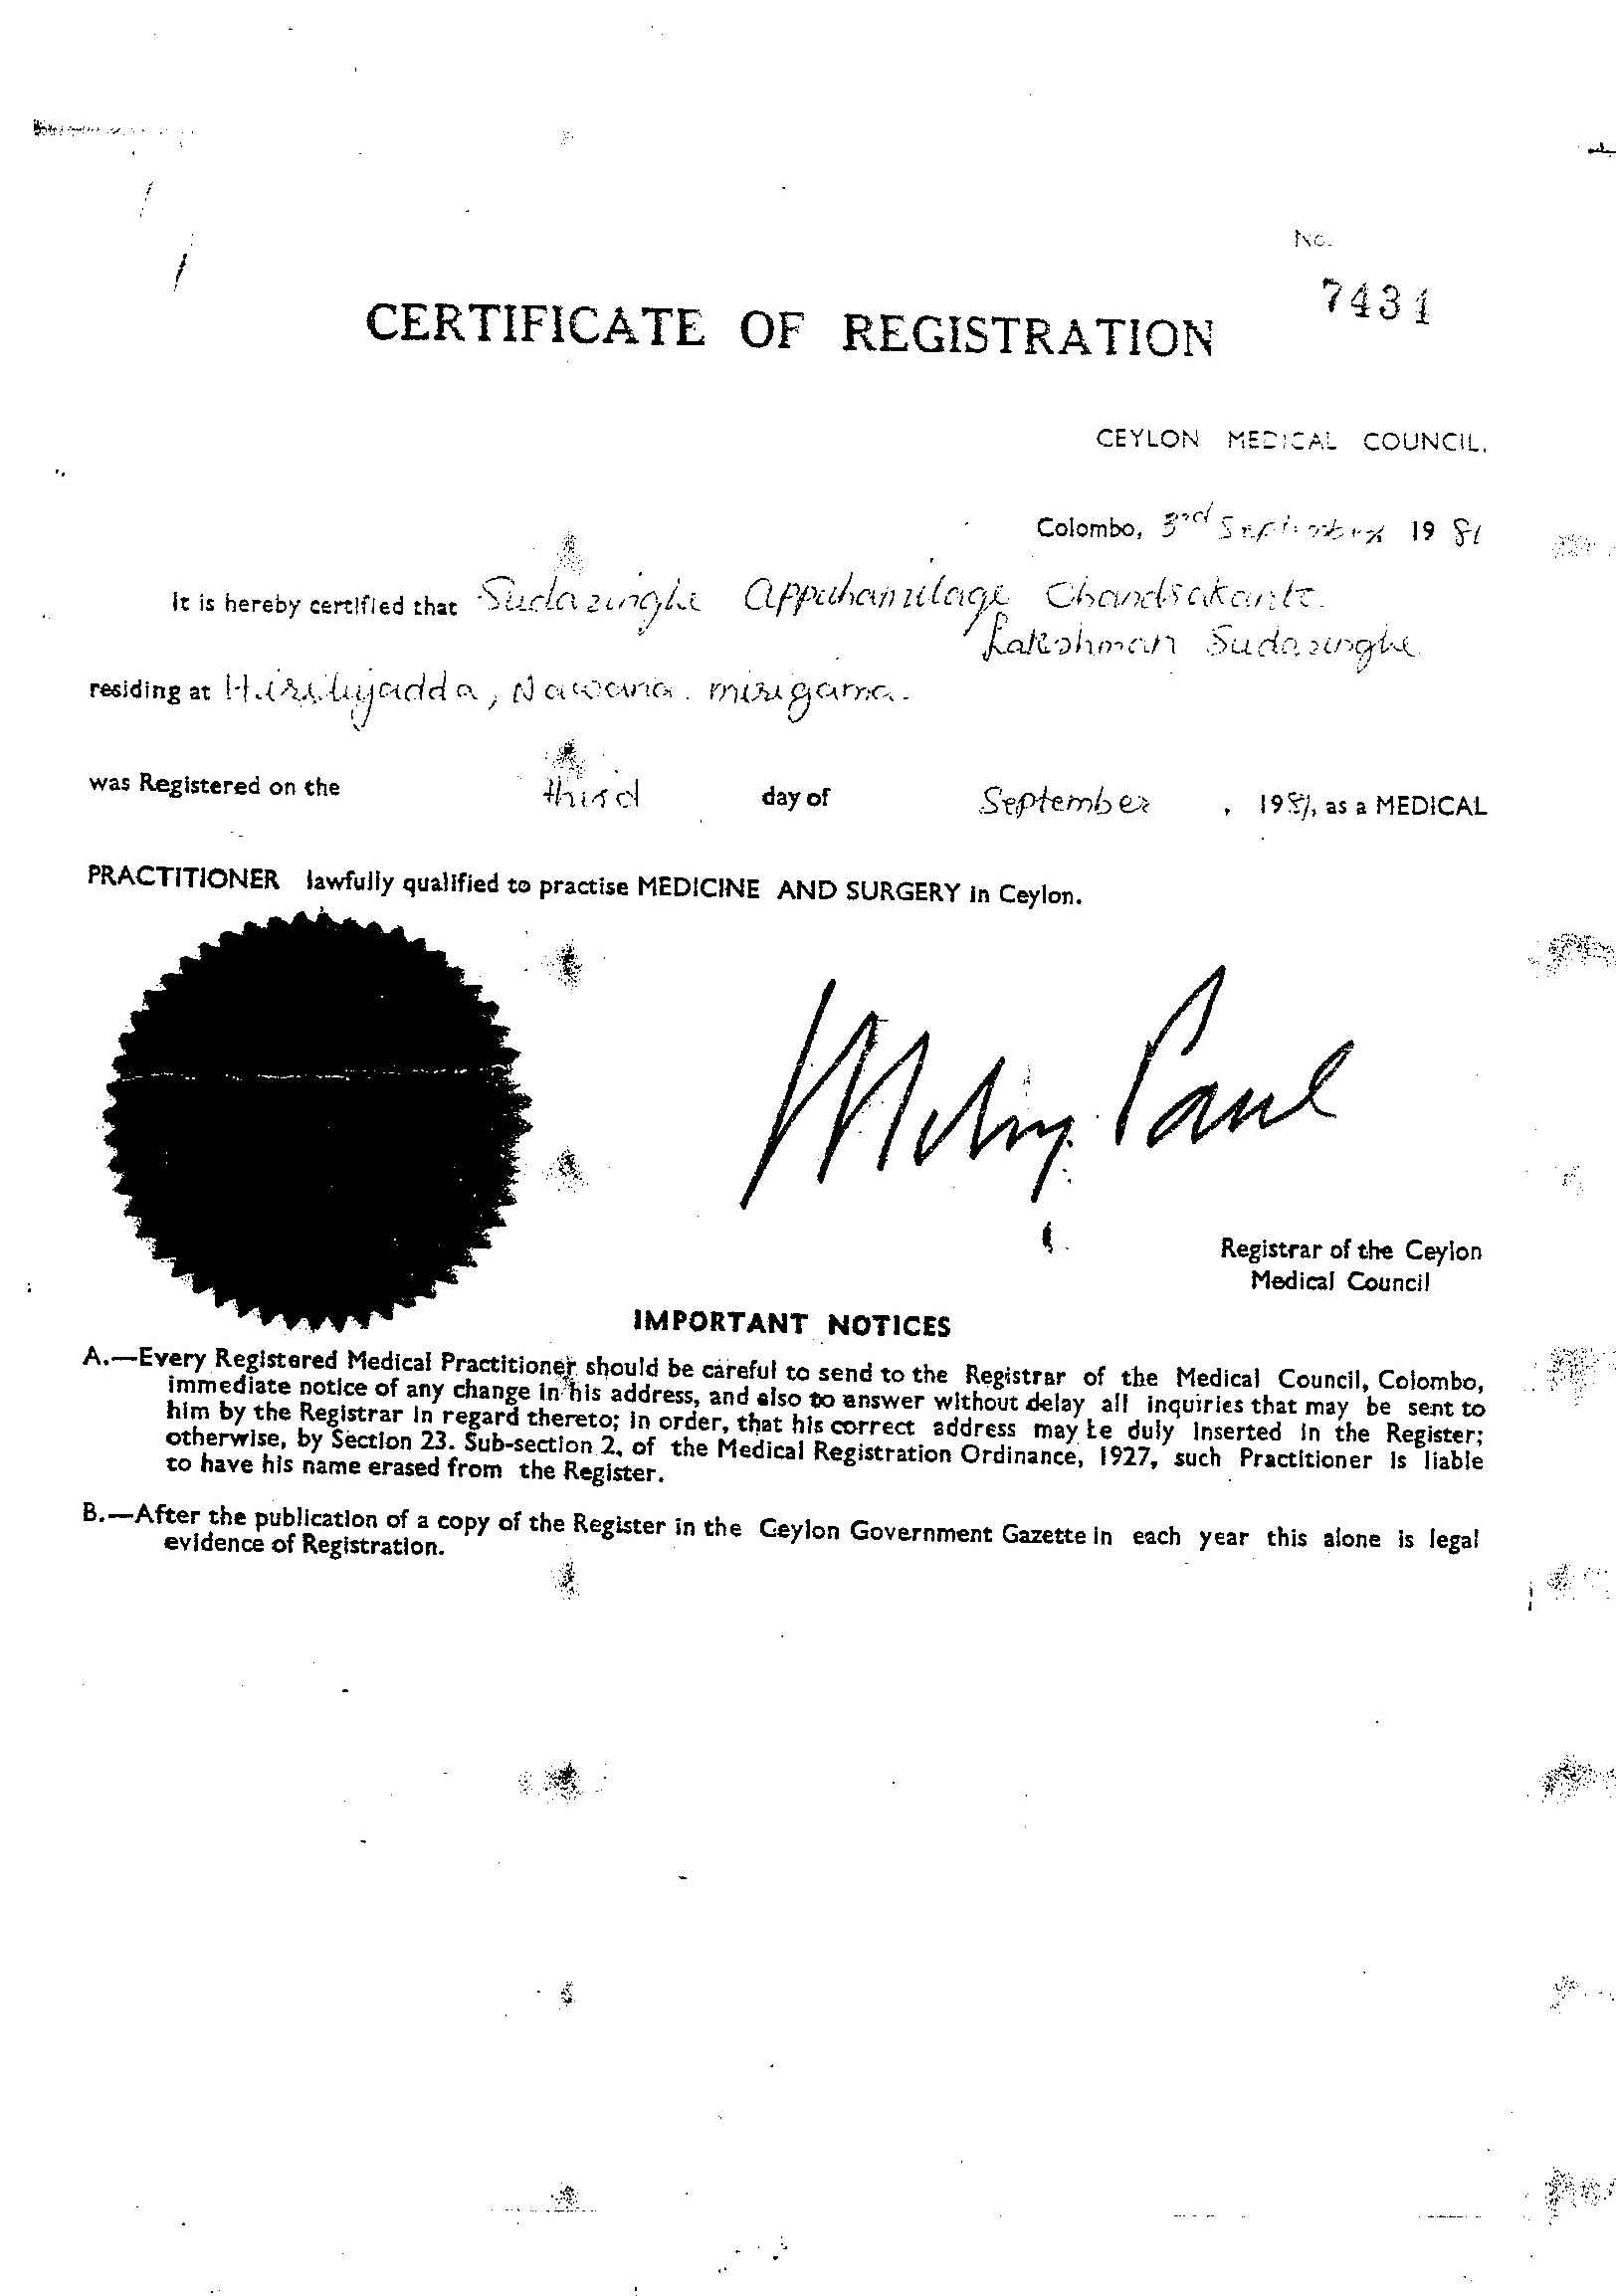 No.
7431
CERTIFICATE OF REGISTRATION
CEYLON MEDICAL COUNCIL.
Colombo, 3rd September 1981
It is hereby certified that Sudasinghe Appuhamilage Chandrakante
Lakshman Sudasinghe
residing at Nawana. mirigama.
was Registered on the third day of September, 1981, as a MEDICAL
PRACTITIONER lawfully qualified to practise MEDICINE AND SURGERY in Ceylon.
Registrar of the Ceylon
Medical Council
IMPORTANT NOTICES
A.—Every Registered Medical Practitioner should be careful to send to the Registrar of the Medical Council, Colombo,
immediate notice of any change in his address, and also to answer without delay all inquiries that may be sent to
him by the Registrar in regard thereto; in order, that his correct address may be duly inserted in the Register;
otherwise, by Section 23. Sub-section 2, of the Medical Registration Ordinance, 1927, such Practitioner is liable
to have his name erased from the Register.
B.—After the publication of a copy of the Register in the Ceylon Government Gazette in each year this alone is legal
evidence of Registration.